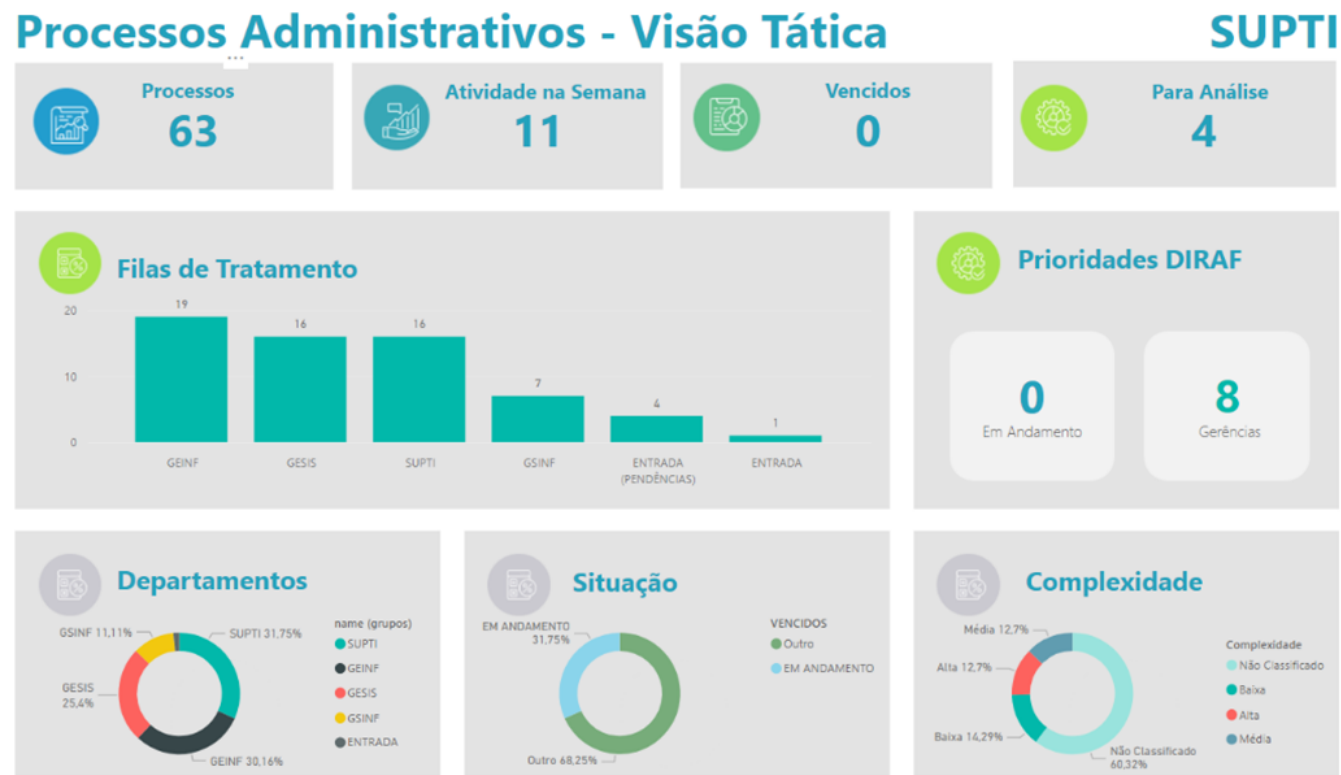 Processos Administrativos - Visão Tática
SUPTI
...
Processos
63
Atividade na Semana
11
Vencidos
0
Para Análise
4
Filas de Tratamento
20
10
0
19
16
16
7
4
1
GEINF
GESIS
SUPTI
GSINF
ENTRADA
(PENDÊNCIAS)
ENTRADA
Prioridades DIRAF
0
Em Andamento
8
Gerências
Departamentos
GSINF 11,11%
SUPTI 31,75%
GESIS
25,4%
GEINF 30,16%
name (grupos)
SUPTI
GEINF
GESIS
GSINF
ENTRADA
Situação
EM ANDAMENTO
31,75%
Outro 68,25%
VENCIDOS
Outro
EM ANDAMENTO
Complexidade
Média 12,7%
Alta 12,7%
Baixa 14,29%
Não Classificado
60,32%
Complexidade
Não Classificado
Baixa
Alta
Média